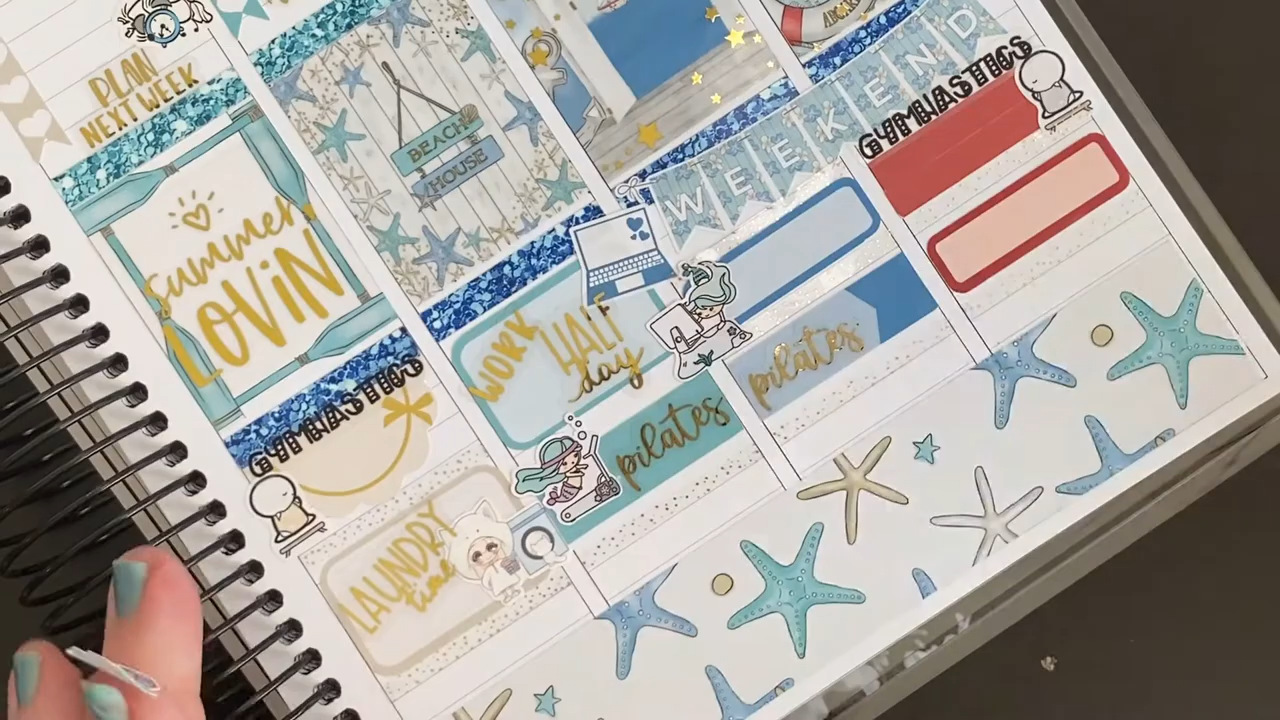 PLAN
NEXT WEEK
summer
LOVIN
GYMNASTICS
LAUNDRY
time
BEACH
HOUSE
WORK HALF
day
pilates
WEEKEND
pilates
GYMNASTICS